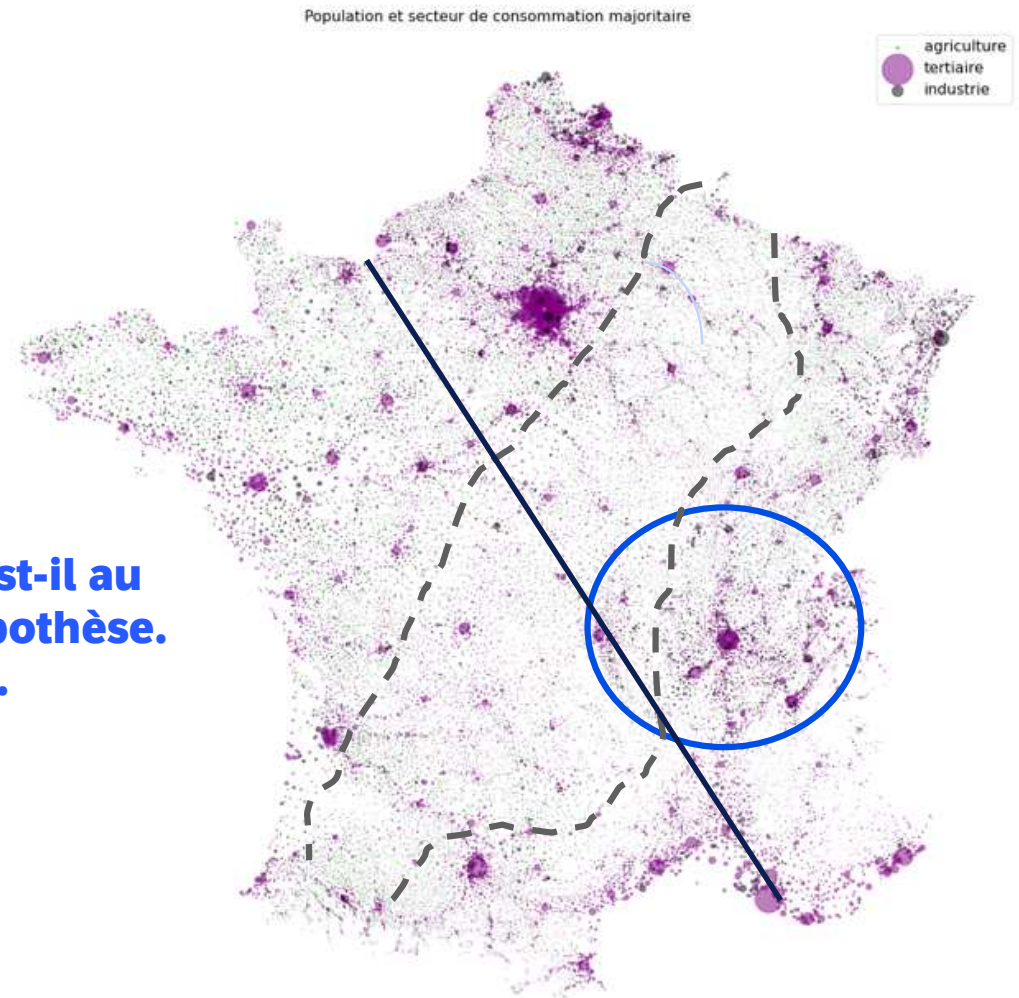 Population et secteur de consommation majoritaire
agriculture
tertiaire
industrie
st-il au
pothèse.
.